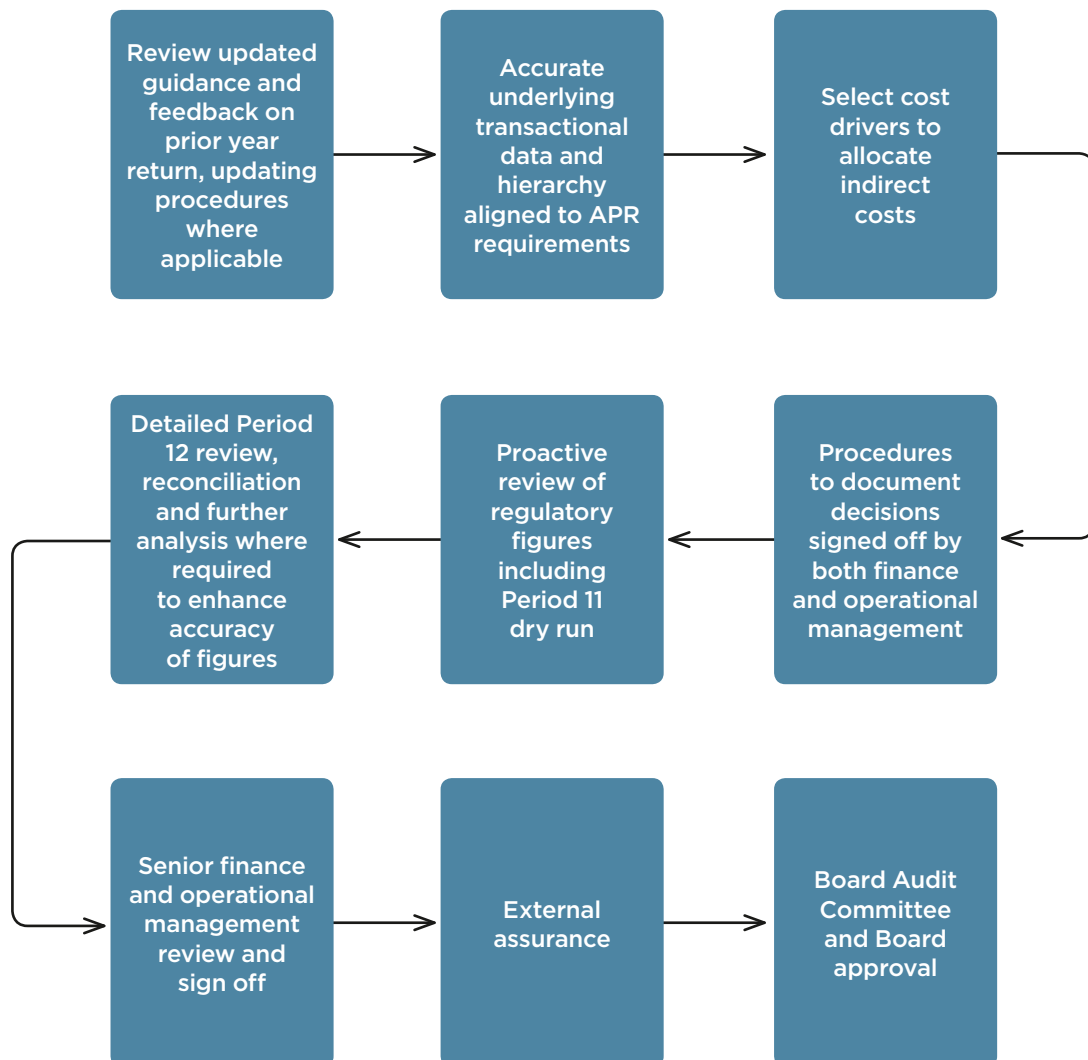 Review updated
guidance and
feedback on
prior year
return, updating
procedures
where
applicable
Accurate
underlying
transactional
data and
hierarchy
aligned to APR
requirements
Select cost
drivers to
allocate
indirect
costs
Procedures
to document
decisions
signed off by
both finance
and operational
management
Proactive
review of
regulatory
figures
including
Period 11
dry run
Detailed Period
12 review,
reconciliation
and further
analysis where
required
to enhance
accuracy
of figures
Senior finance
and operational
management
review and
sign off
External
assurance
Board Audit
Committee
and Board
approval